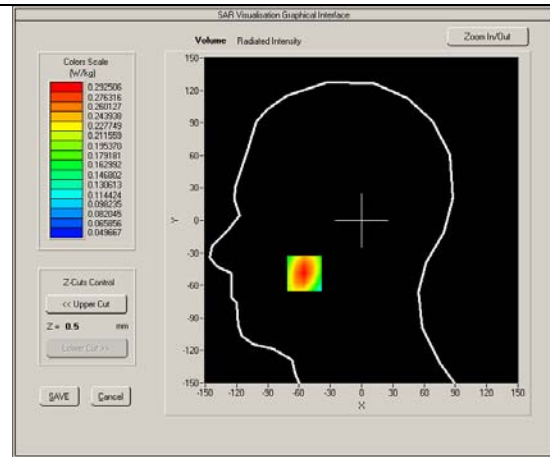 SAR Visualisation Graphical Interface
Volume Radiated Intensity
Zoom In/Out
Colors Scale
(W/kg)
0.292506
0.276316
0.260127
0.243938
0.227749
0.211559
0.195370
0.179181
0.162992
0.146802
0.130613
0.114424
0.098235
0.082045
0.065856
0.049667
Z-Cuts Control
<< Upper Cut
Z = 0.5 mm
Lower Cut >>
SAVE Cancel
150-
120-
90-
60-
30-
Y 0-
-30-
-60-
-90-
-120-
-150-
-150 -120 -90 -60 -30 0 30 60 90 120 150
X